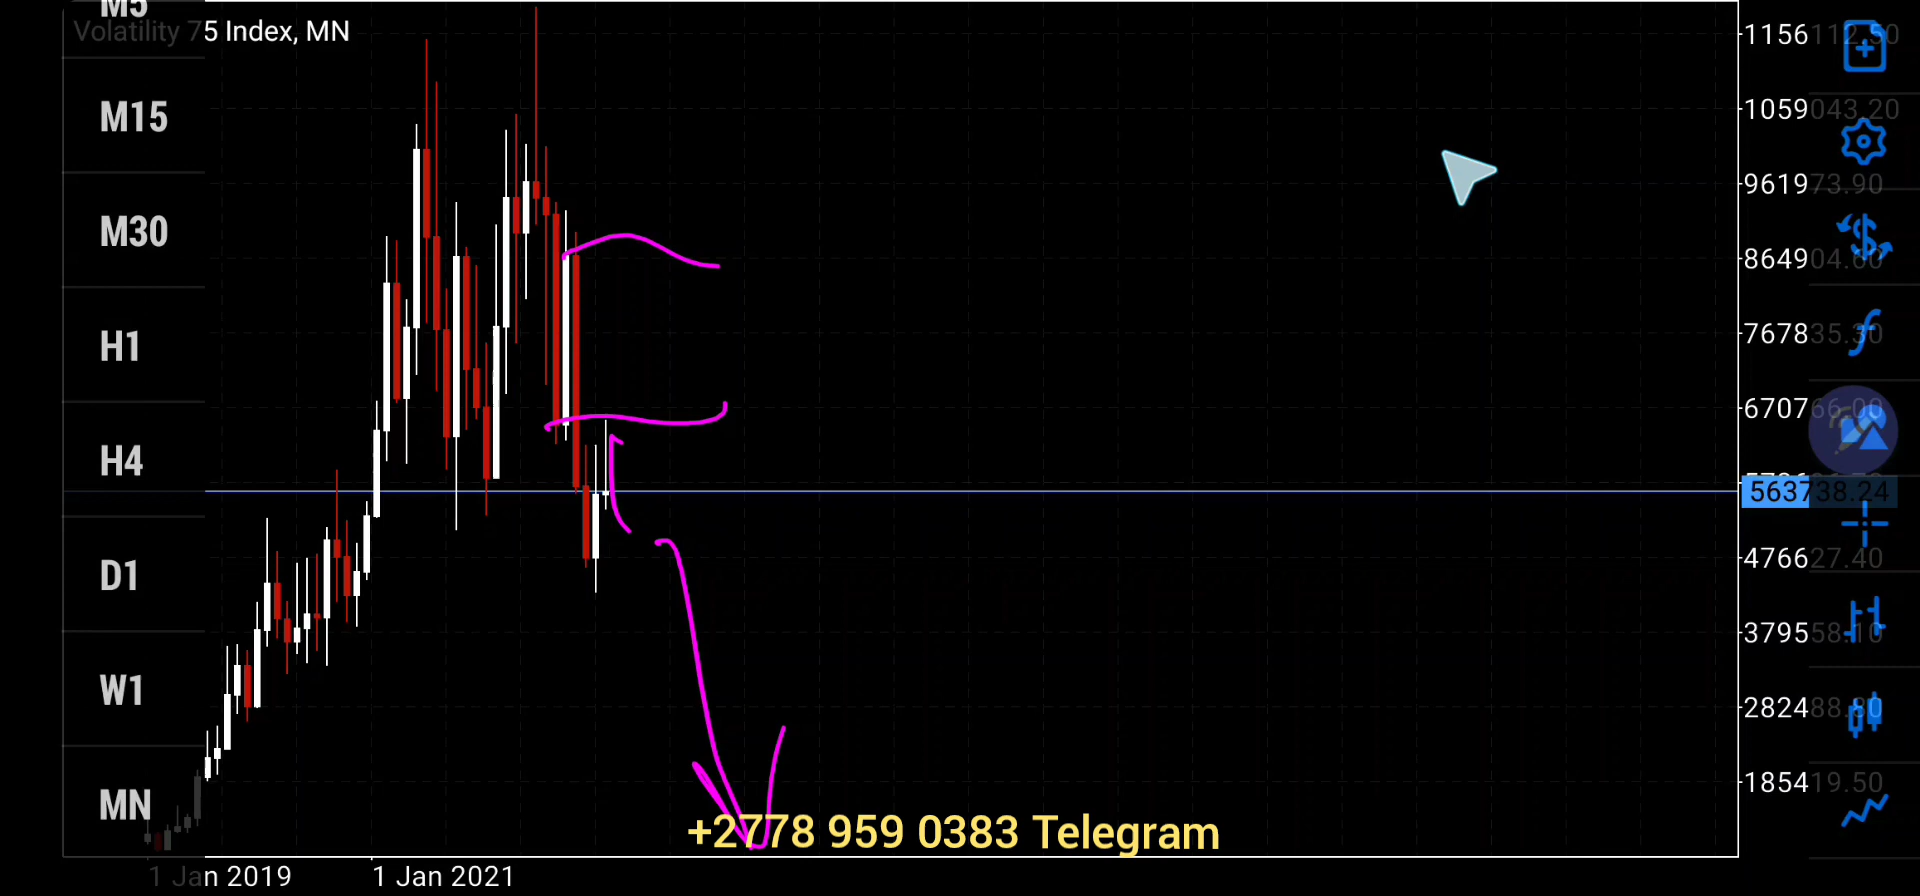 M5
Volatility 75 Index, MN
M15
M30
H1
H4
D1
W1
MN
1156112.50
1059043.20
961973.90
864904.60
767835.30
670766.00
563738.24
476627.40
379558.10
282488.80
185419.50
+2778 959 0383 Telegram
1 Jan 2019
1 Jan 2021